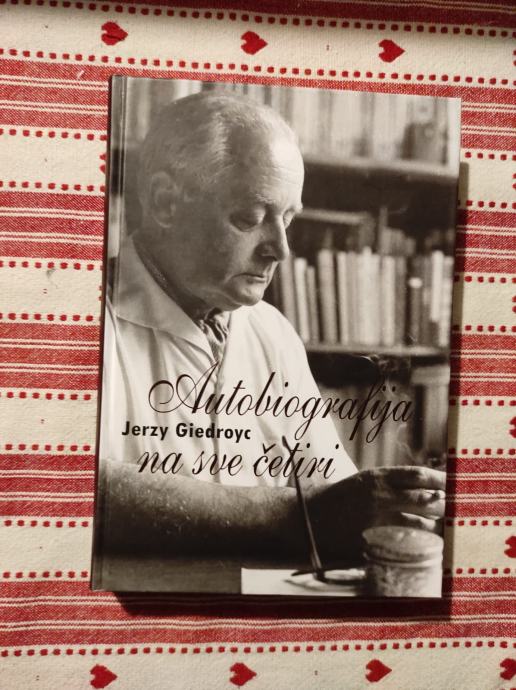 Autobiografija
Jerzy Giedroyc
na sve četiri